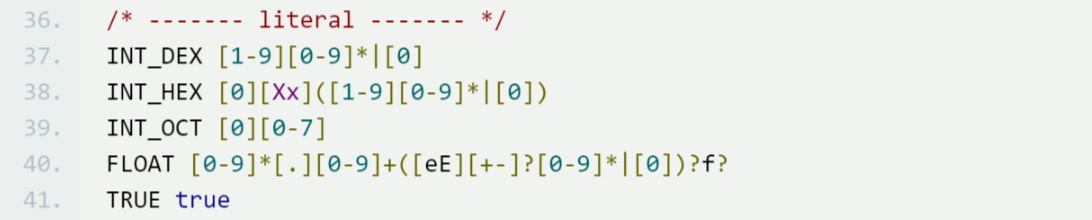 36. /* ------- literal ------- */
37. INT_DEX [1-9][0-9]*|[0]
38. INT_HEX [0][Xx]([1-9][0-9]*|[0])
39. INT_OCT [0][0-7]
40. FLOAT [0-9]*[.][0-9]+([eE][+-]?[0-9]*|[0])?f?
41. TRUE true